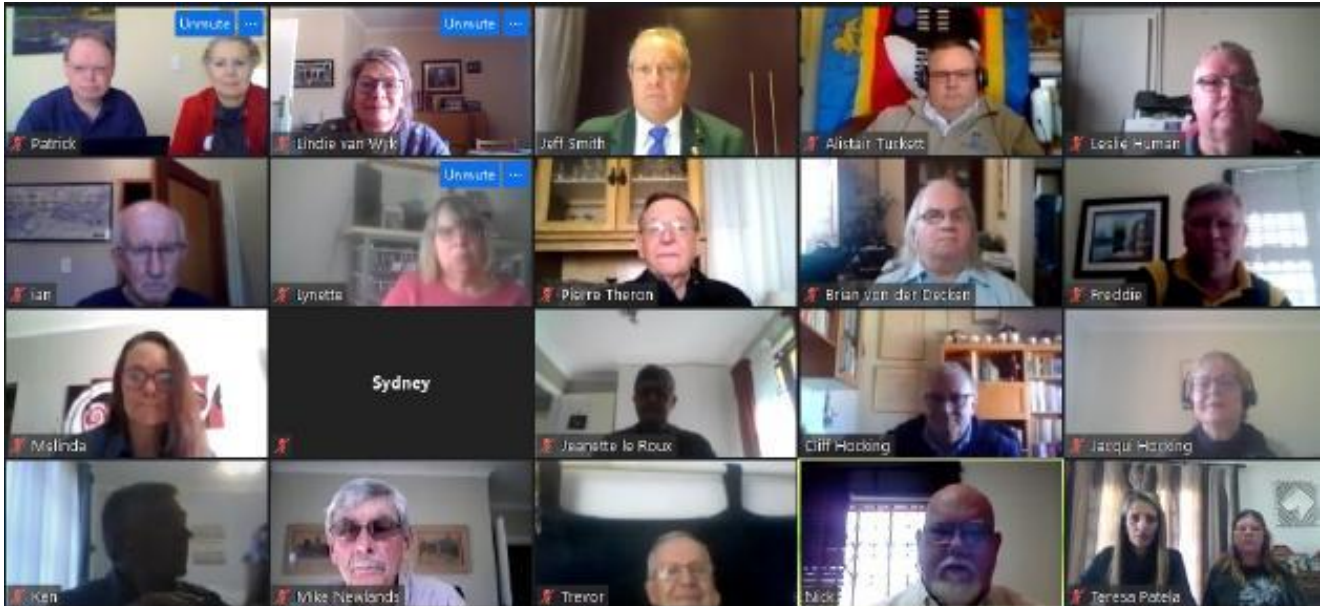 Unmute ...
Unmute ...
Patrick
Lindie van Wyk
Jeff Smith
Alistair Tuckett
Leslie Human
Unmute ...
ian
Lynette
Pierre Theron
Brian von der Decken
Freddie
Sydney
Melinda
Jeanette le Roux
Cliff Hocking
Jacqui Hocking
Ken
Mike Newlands
Trevor
Nick
Teresa Patela